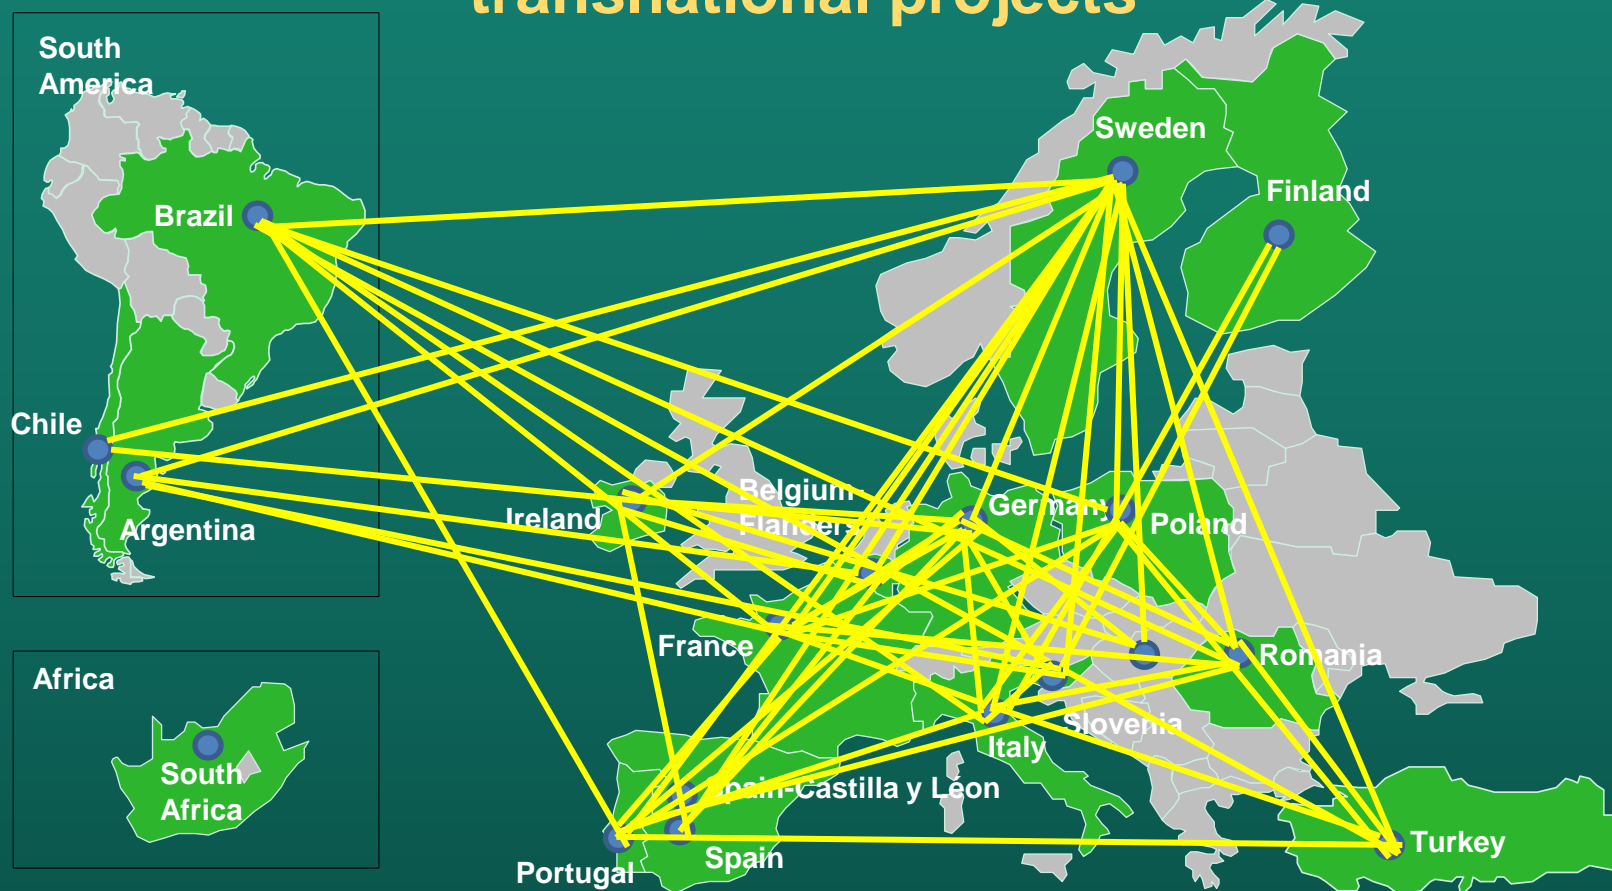 transnational projects
South
America
Sweden
Finland
Brazil
Chile
Belgium-
Flanders
Ireland
Germany
Poland
Argentina
France
Romania
Africa
Slovenia
Italy
South
Africa
Spain-Castilla y Léon
Turkey
Spain
Portugal